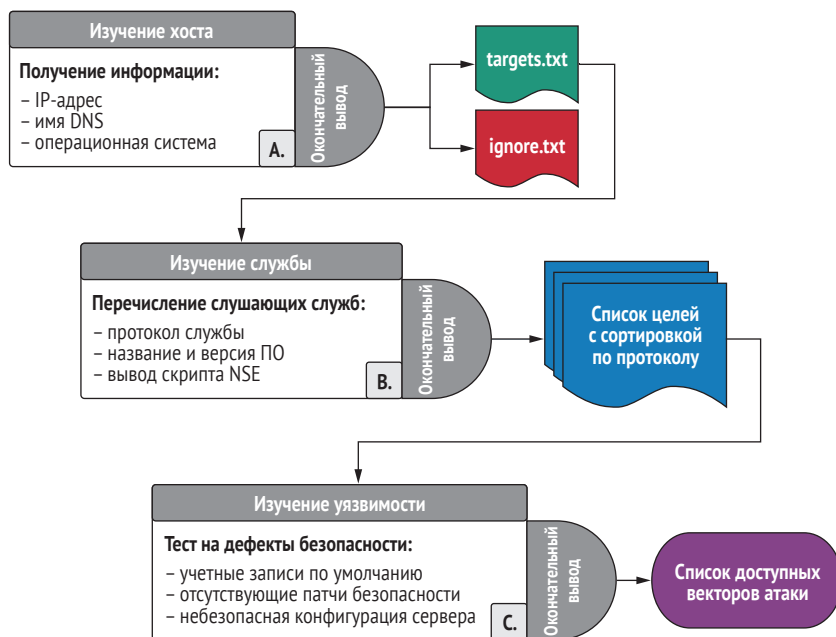 Изучение хоста
Получение информации:
– IP-адрес
– имя DNS
– операционная система
A.
Окончательный
вывод
targets.txt
ignore.txt
Изучение службы
Перечисление слушающих служб:
– протокол службы
– название и версия ПО
– вывод скрипта NSE
B.
Окончательный
вывод
Список целей
с сортировкой
по протоколу
Изучение уязвимости
Тест на дефекты безопасности:
– учетные записи по умолчанию
– отсутствующие патчи безопасности
– небезопасная конфигурация сервера
C.
Окончательный
вывод
Список доступных
векторов атаки